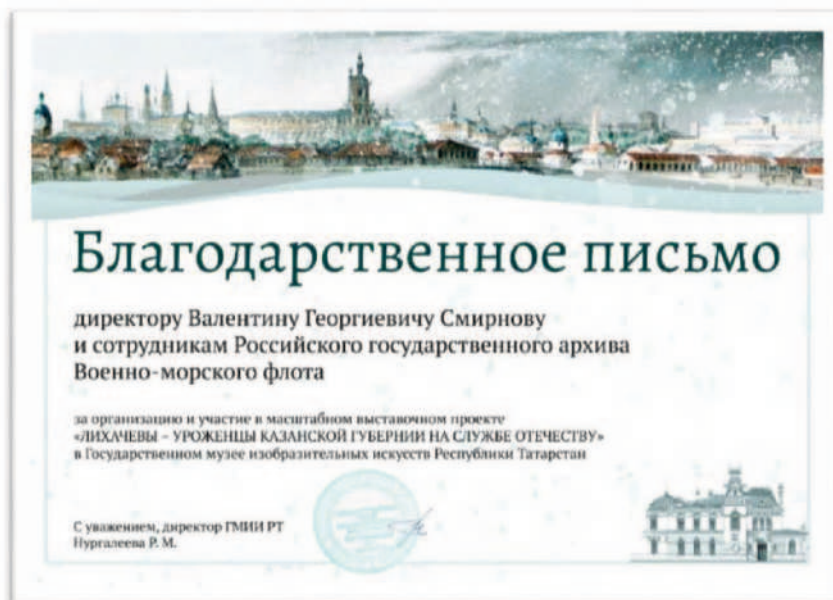 Благодарственное письмо
директору Валентину Георгиевичу Смирнову
и сотрудникам Российского государственного архива
Военно-морского флота
за организацию и участие в масштабном выставочном проекте
«ЛИХАЧЕВЫ – УРОЖЕНЦЫ КАЗАНСКОЙ ГУБЕРНИИ НА СЛУЖБЕ ОТЕЧЕСТВУ»
в Государственном музее изобразительных искусств Республики Татарстан
С уважением, директор ГМИИ РТ
Нургалеева Р. М.